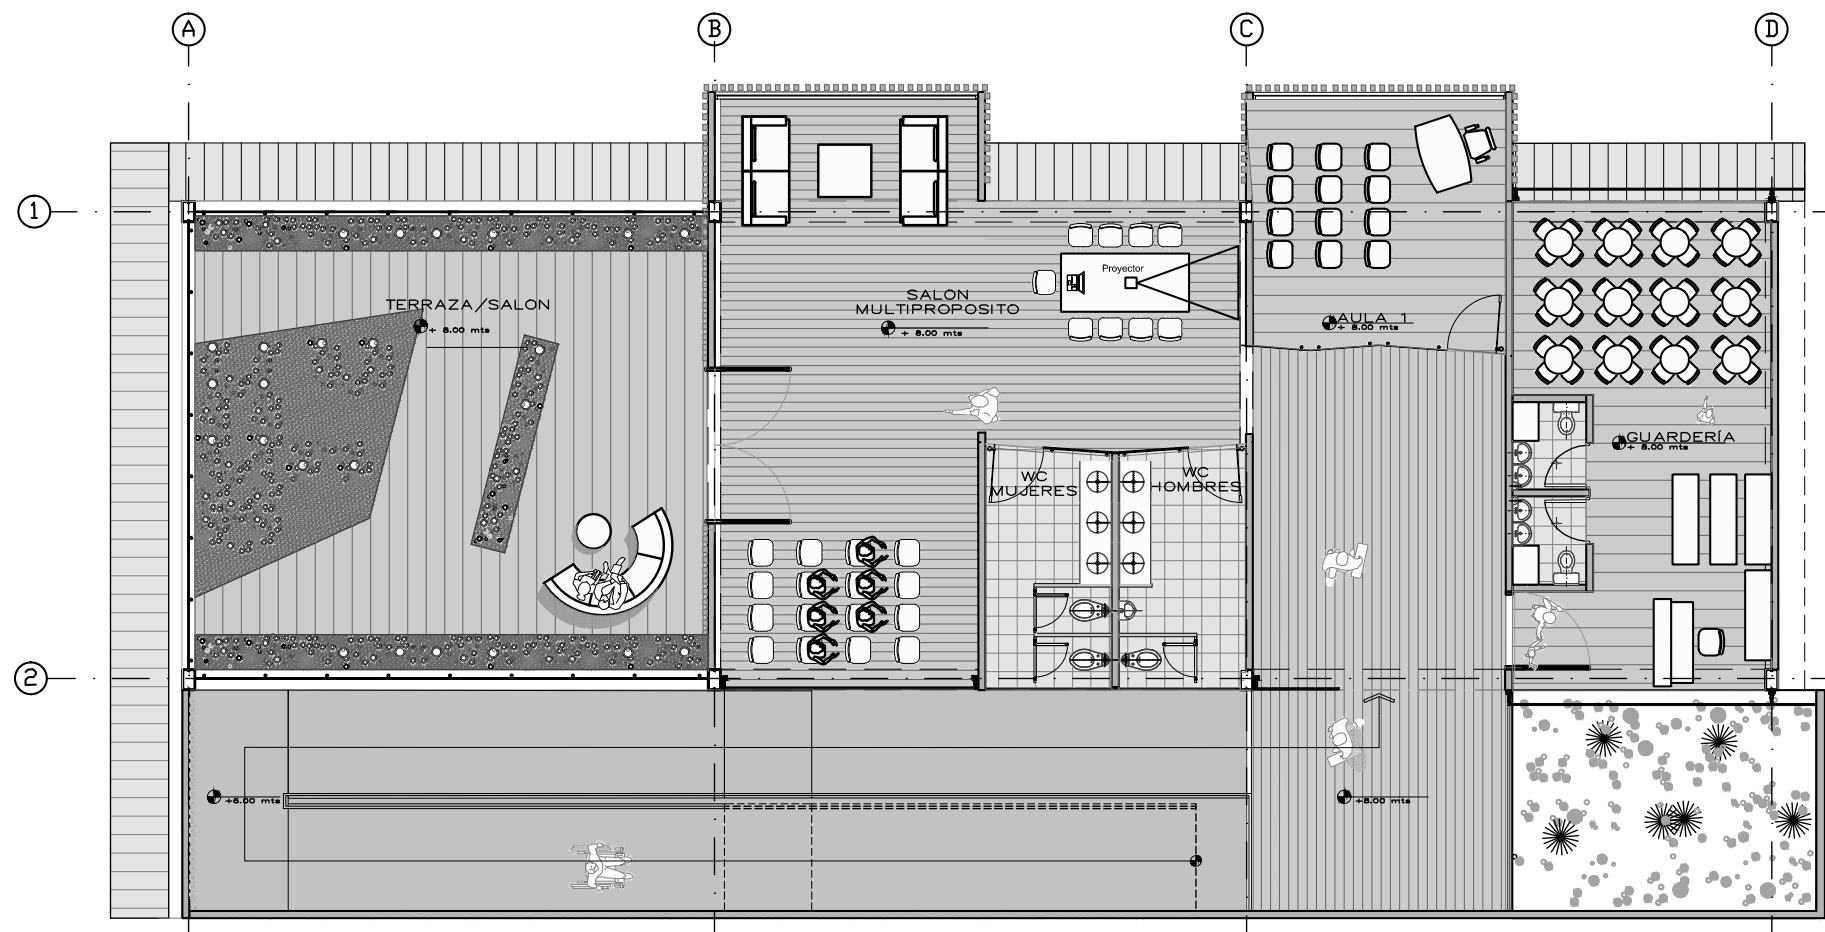 A
B
C
D
1
2
TERRAZA/SALON
+ 8.00 mts
SALON
MULTIPROPOSITO
+ 8.00 mts
Proyector
AULA 1
+ 8.00 mts
GUARDERÍA
+ 8.00 mts
WC
MUJERES
WC
HOMBRES
+6.00 mts
+8.00 mts